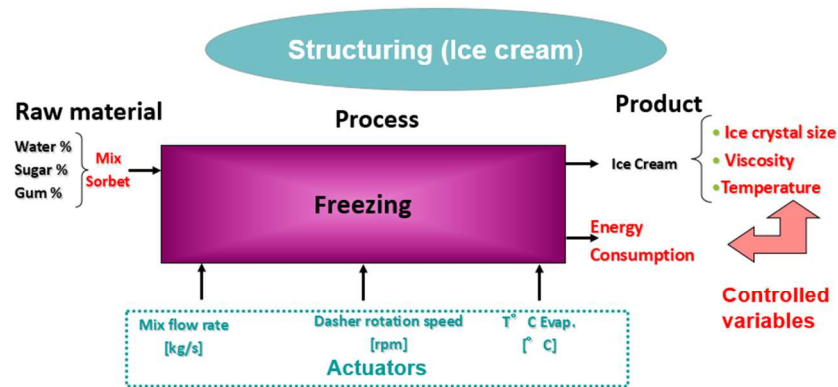 Structuring (Ice cream)
Raw material
Process
Product
Water %
Sugar %
Gum %
Mix
Sorbet
Freezing
Ice Cream
• Ice crystal size
• Viscosity
• Temperature
Energy
Consumption
Controlled
variables
Mix flow rate
[kg/s]
Dasher rotation speed
[rpm]
T° C Evap.
[° C]
Actuators